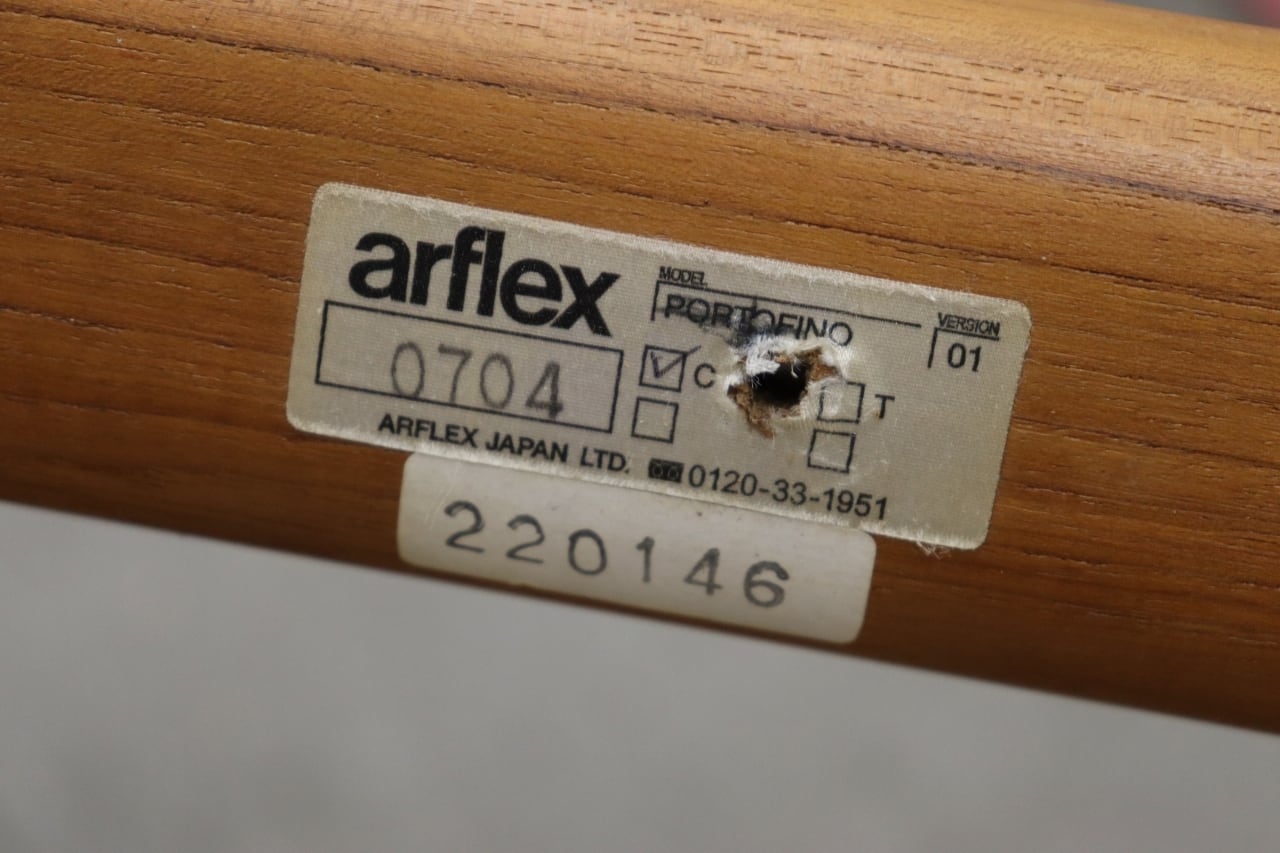 arflex
0704
MODEL
PORTOFINO
VERSION
01
C
T
ARFLEX JAPAN LTD. 0120-33-1951
220146